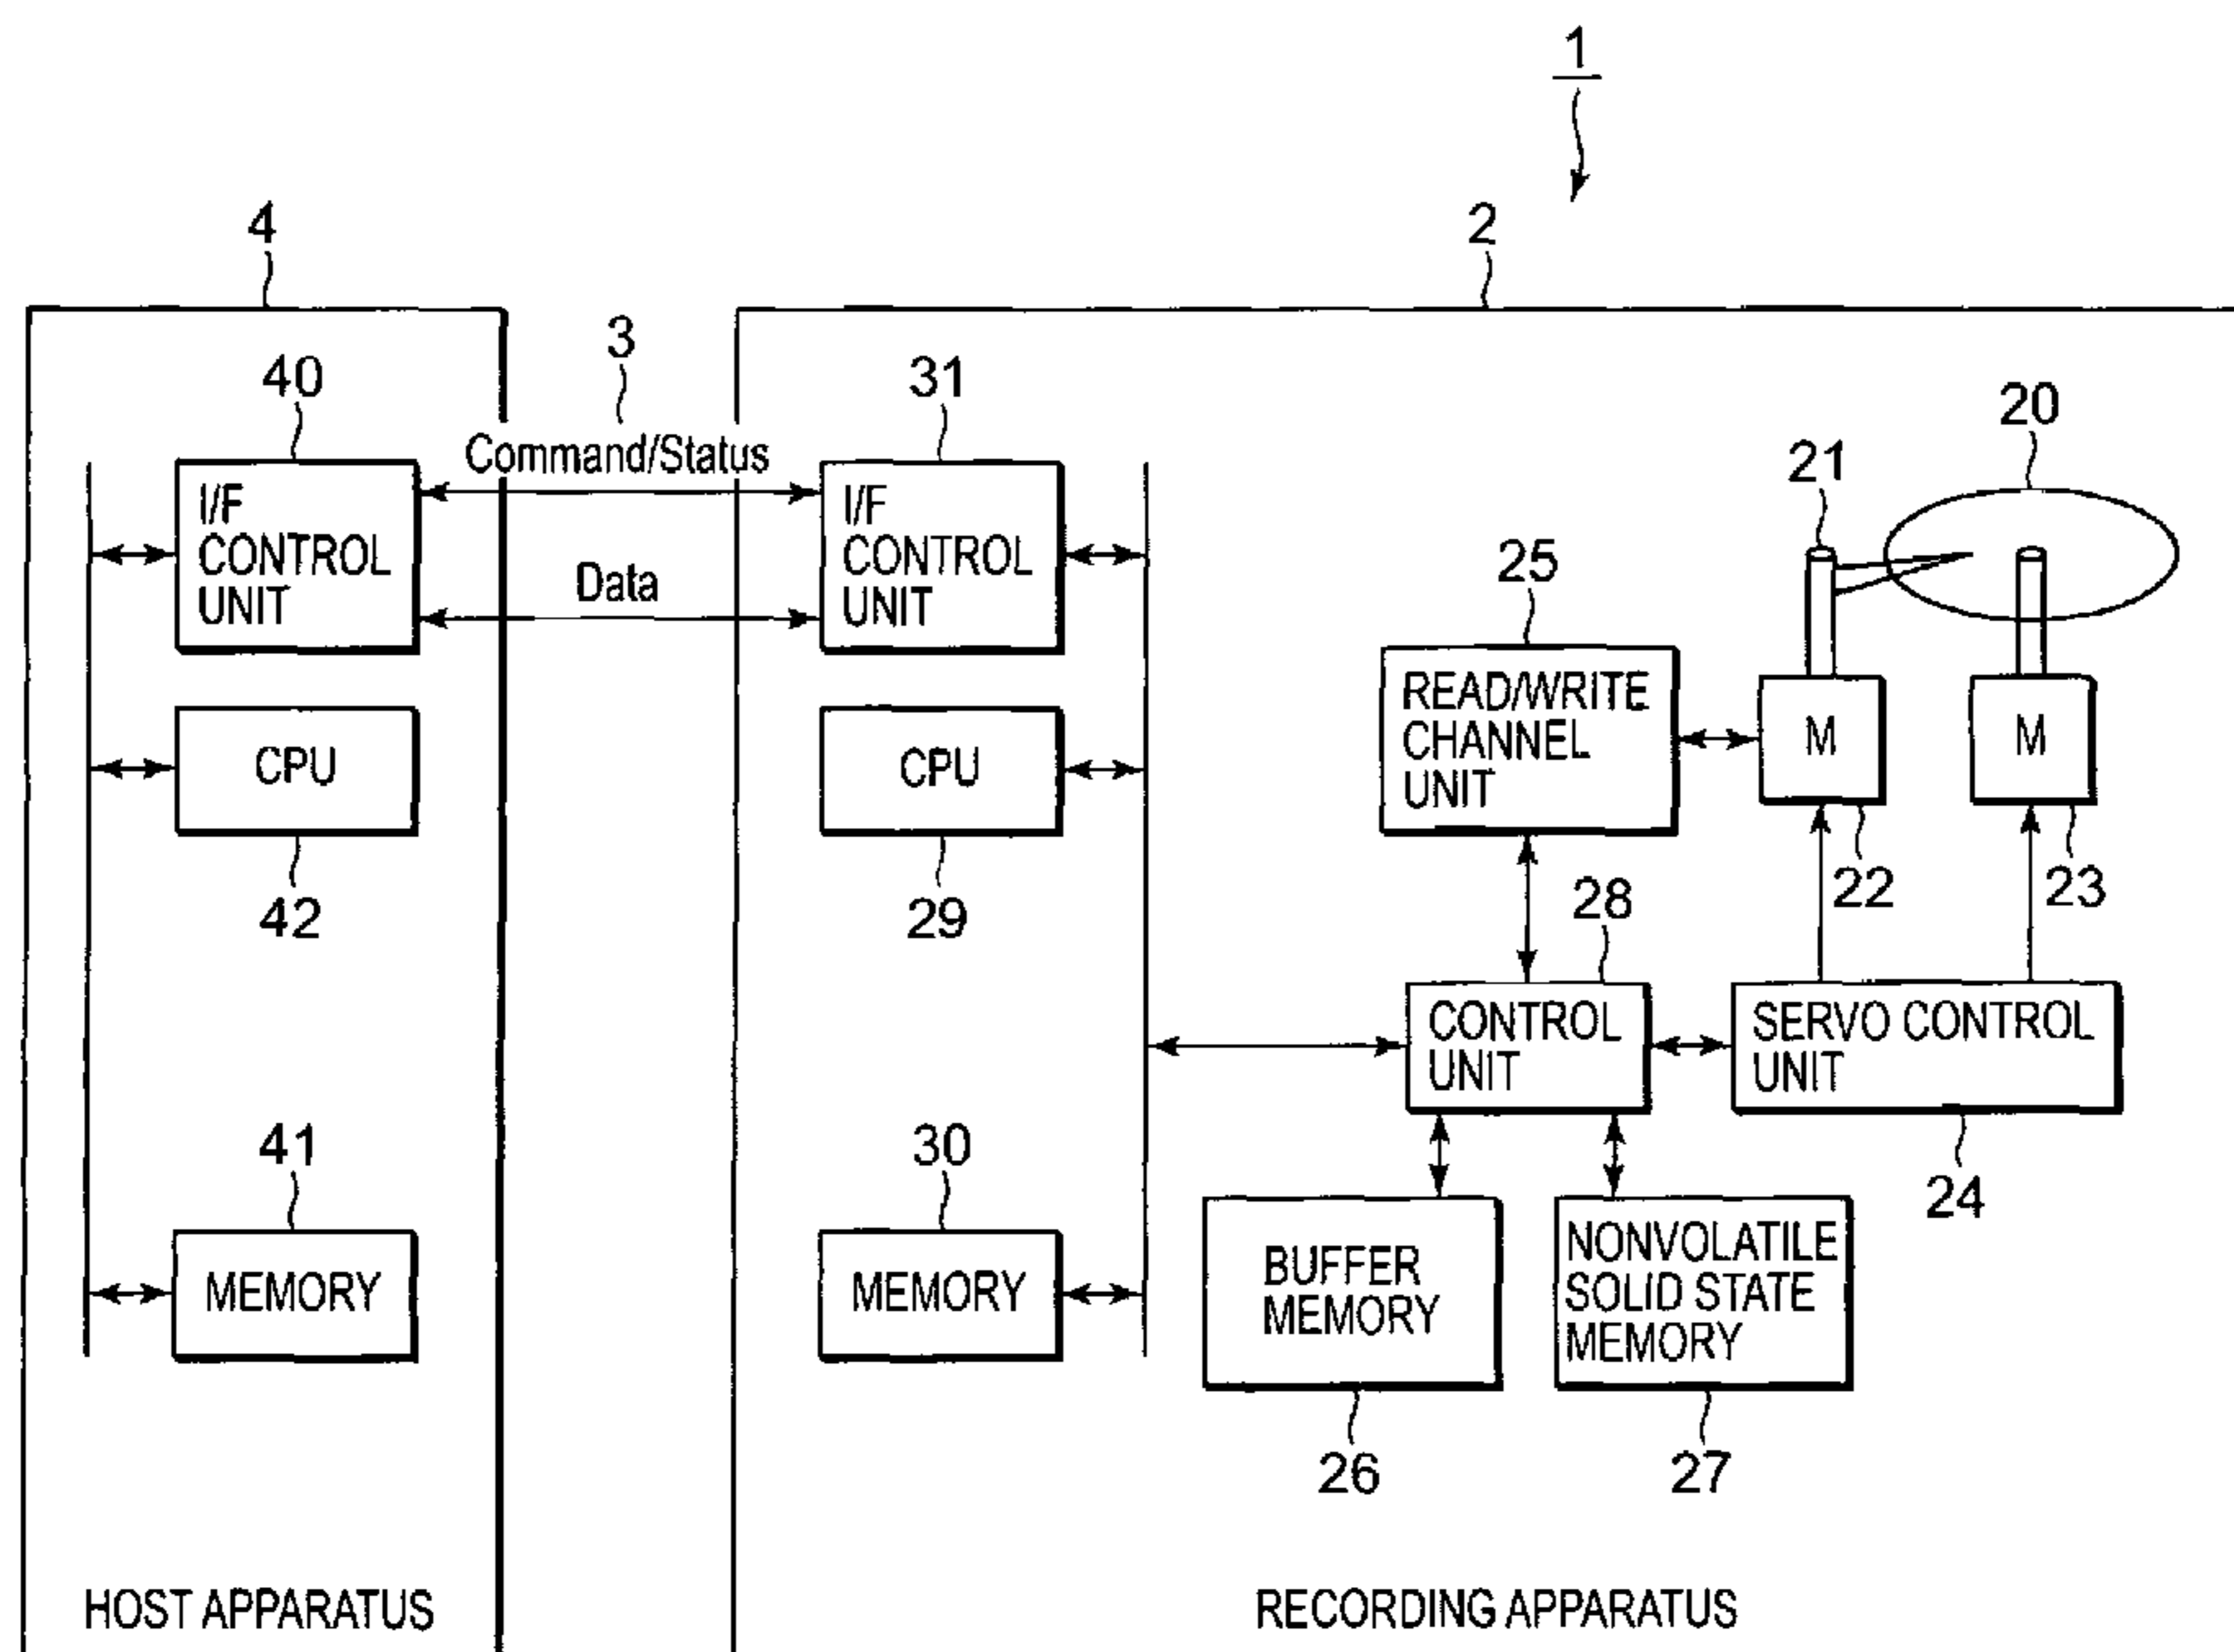 1
4
2
3
40
31
20
21
Command/Status
I/F
CONTROL
UNIT
I/F
CONTROL
UNIT
Data
25
READ/WRITE
CHANNEL
UNIT
M
M
CPU
CPU
22
23
42
29
28
CONTROL
UNIT
SERVO CONTROL
UNIT
41
30
24
MEMORY
MEMORY
BUFFER
MEMORY
NONVOLATILE
SOLID STATE
MEMORY
26
27
HOST APPARATUS
RECORDING APPARATUS